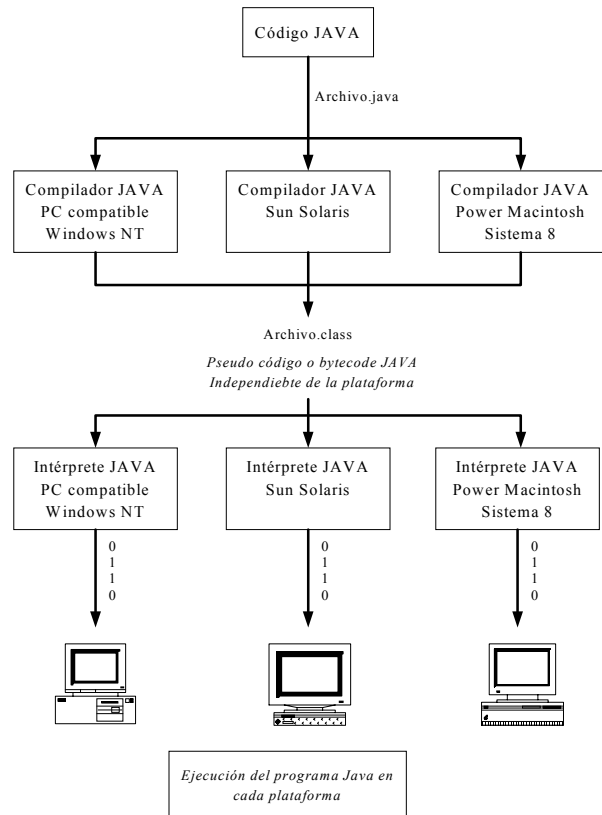 Código JAVA
Archivo.java
Compilador JAVA
PC compatible
Windows NT
Compilador JAVA
Sun Solaris
Compilador JAVA
Power Macintosh
Sistema 8
Archivo.class
Pseudo código o bytecode JAVA
Independiebte de la plataforma
Intérprete JAVA
PC compatible
Windows NT
Intérprete JAVA
Sun Solaris
Intérprete JAVA
Power Macintosh
Sistema 8
0
1
1
0
0
1
1
0
0
1
1
0
Ejecución del programa Java en
cada plataforma